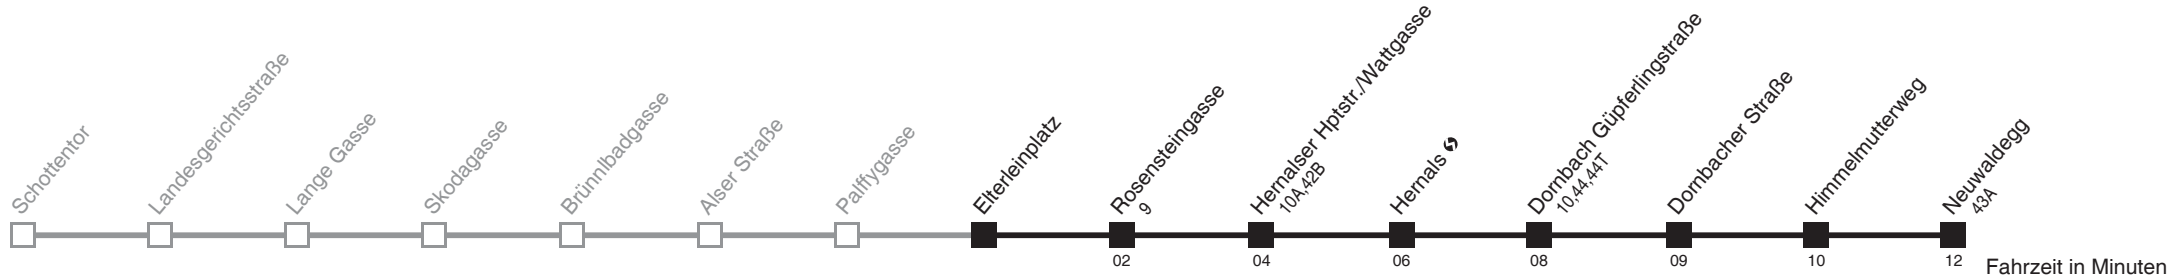 Schottentor
Landesgerichtsstraße
Lange Gasse
Skodagasse
Brünnlbadgasse
Alser Straße
Palffygasse
Elterleinplatz
Rosensteingasse
9
Hernalser Hptstr./Wattgasse
10A,42B
Hernals
Dornbach Güpferlingstraße
10,44,44T
Dornbacher Straße
Himmelmutterweg
Neuwaldegg
43A
02 04 06 08 09 10 12 Fahrzeit in Minuten